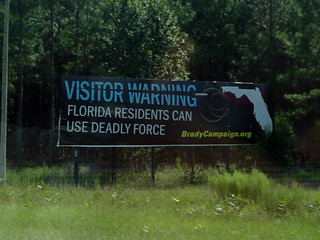 VISITOR WARNING
FLORIDA RESIDENTS CAN
USE DEADLY FORCE
BradyCampaign.org